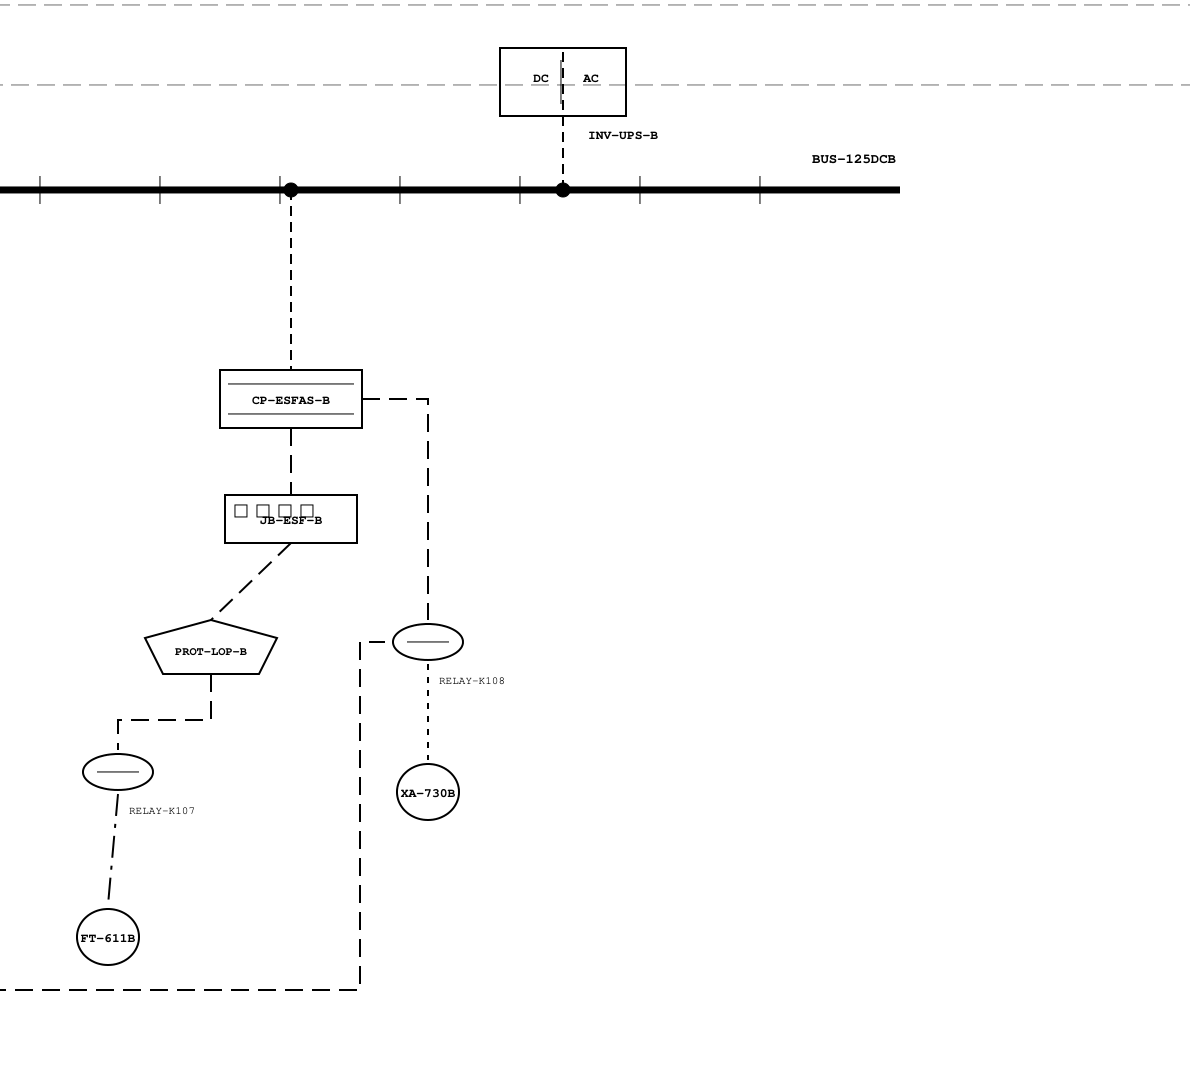 DC AC
INV-UPS-B
BUS-125DCB
CP-ESFAS-B
JB-ESF-B
PROT-LOP-B
RELAY-K108
XA-730B
RELAY-K107
FT-611B